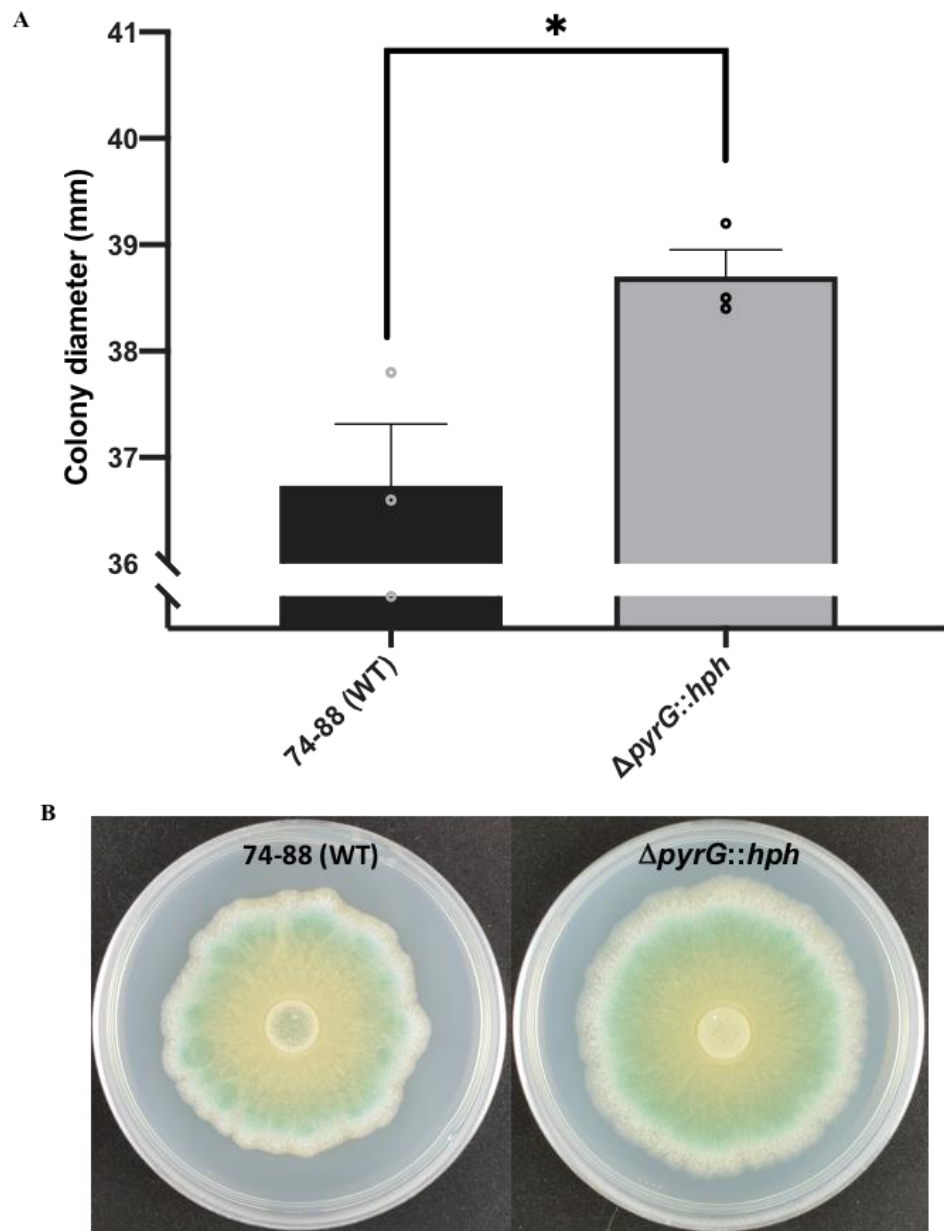 A
*
41
40
39
38
37
36
Colony diameter (mm)
74-88 (WT)
ΔpyrG::hph
B
74-88 (WT)
ΔpyrG::hph